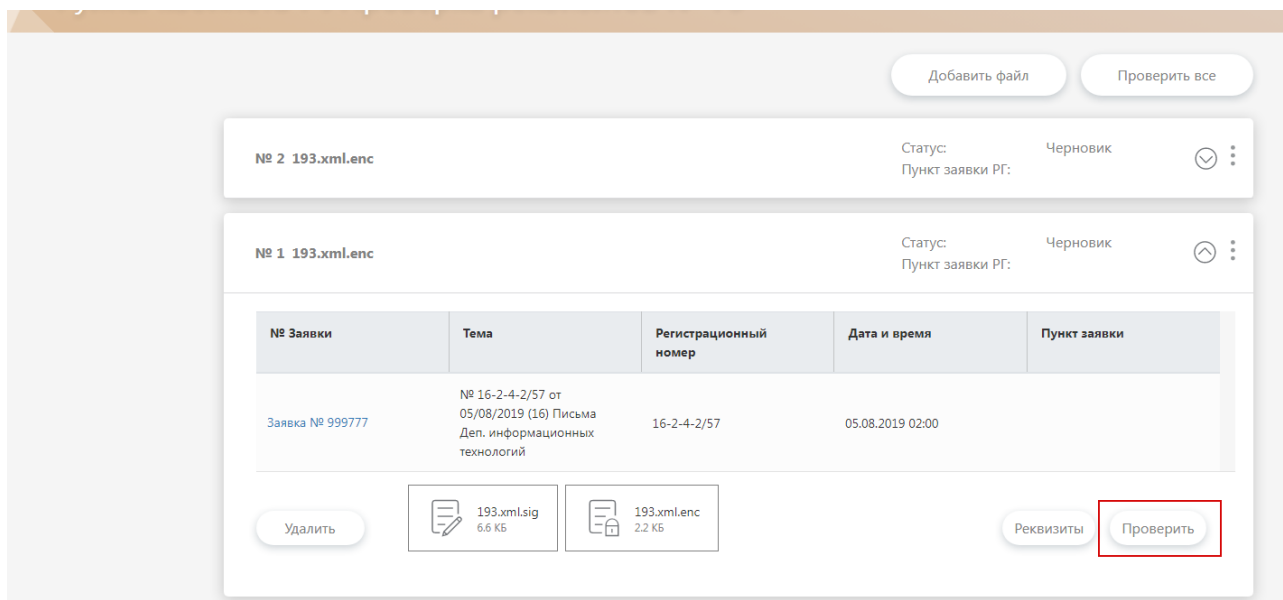 Добавить файл
Проверить все
№ 2 193.xml.enc
Статус: Черновик
Пункт заявки РГ:
№ 1 193.xml.enc
Статус: Черновик
Пункт заявки РГ:
№ Заявки
Тема
Регистрационный
номер
Дата и время
Пункт заявки
Заявка № 999777
№ 16-2-4-2/57 от
05/08/2019 (16) Письма
Деп. информационных
технологий
16-2-4-2/57
05.08.2019 02:00
Удалить
193.xml.sig
6.6 КБ
193.xml.enc
2.2 КБ
Реквизиты
Проверить